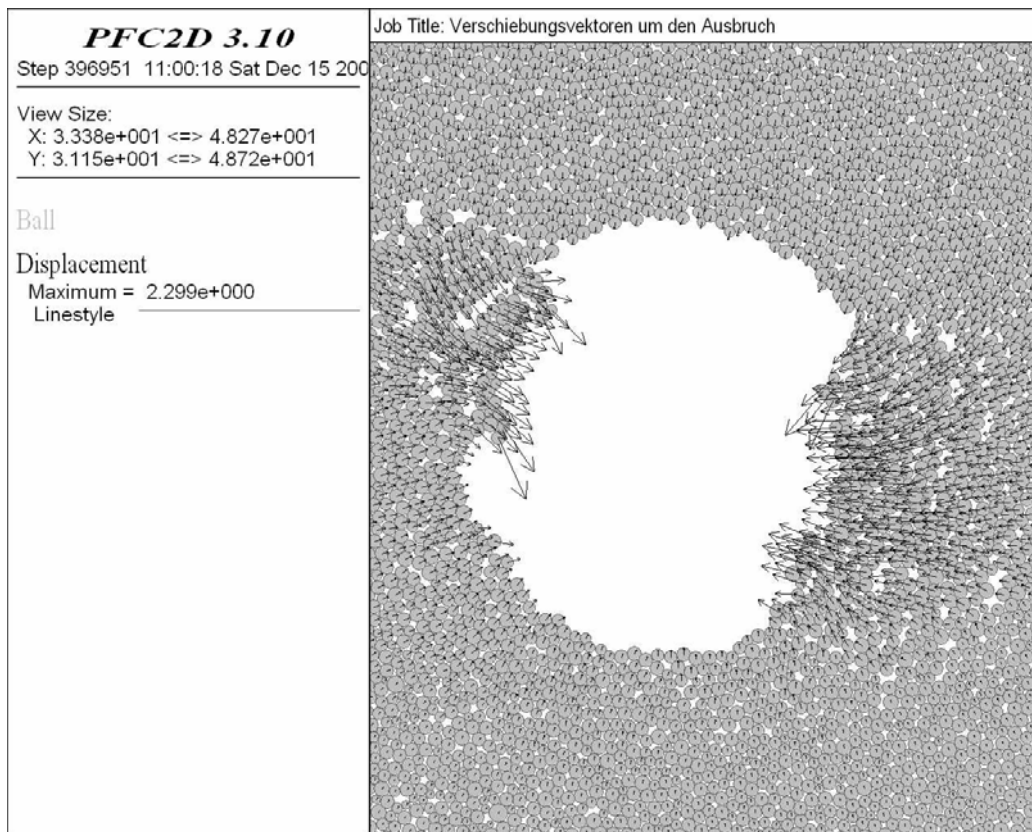 PFC2D 3.10
Step 396951 11:00:18 Sat Dec 15 200
View Size:
X: 3.338e+001 <=> 4.827e+001
Y: 3.115e+001 <=> 4.872e+001
Ball
Displacement
Maximum = 2.299e+000
Linestyle
Job Title: Verschiebungsvektoren um den Ausbruch